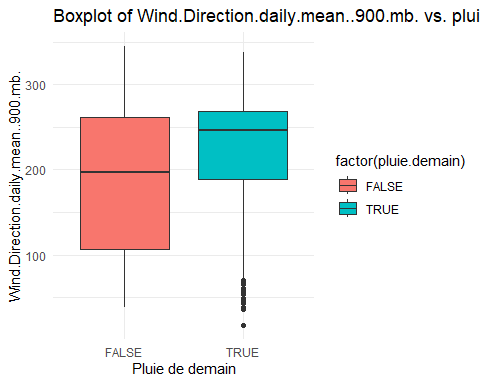 Boxplot of Wind.Direction.daily.mean..900.mb. vs. plui
Wind.Direction.daily.mean..900.mb.
300
200
100
FALSE TRUE
Pluie de demain
factor(pluie.demain)
FALSE
TRUE